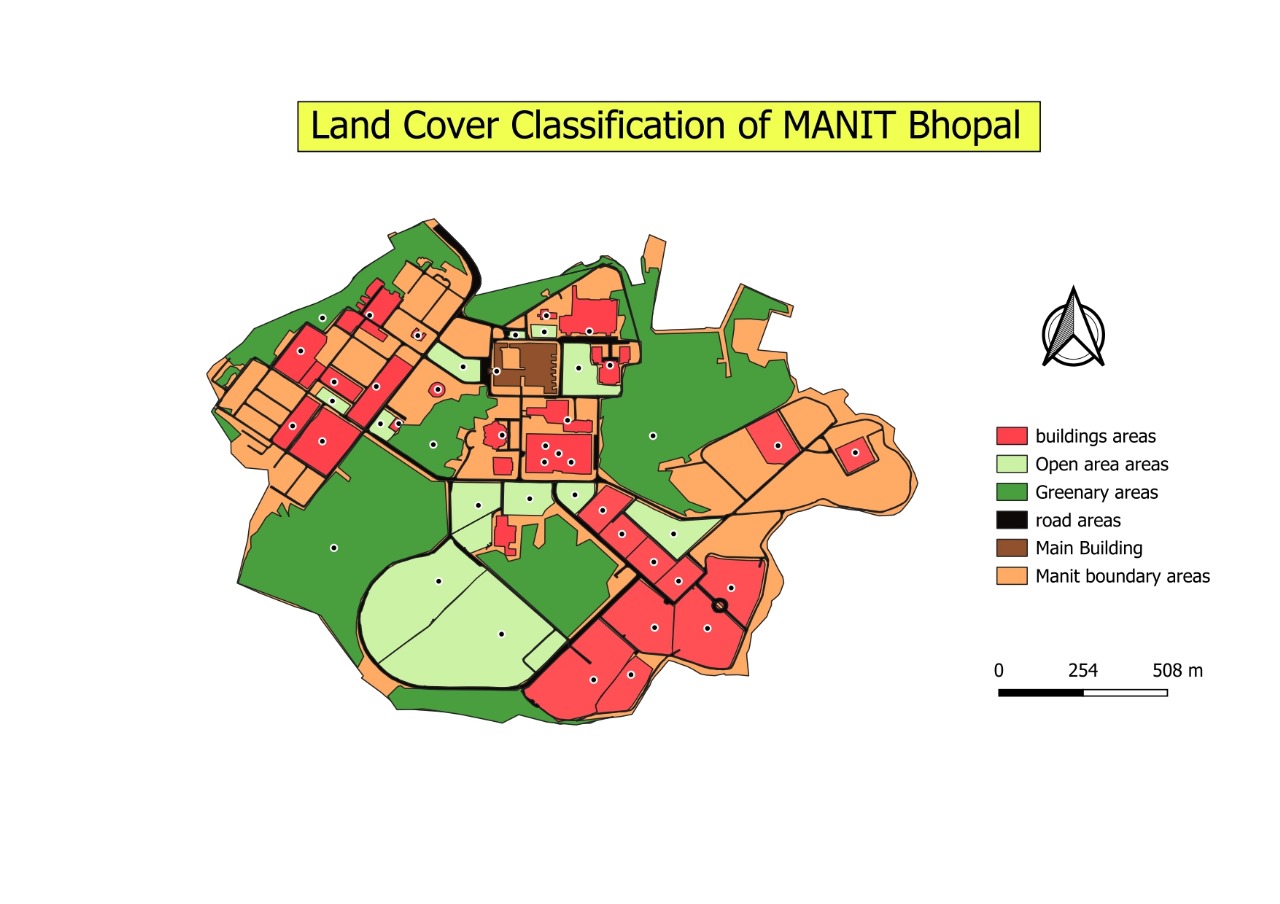 Land Cover Classification of MANIT Bhopal
buildings areas
Open area areas
Greenary areas
road areas
Main Building
Manit boundary areas
0 254 508 m